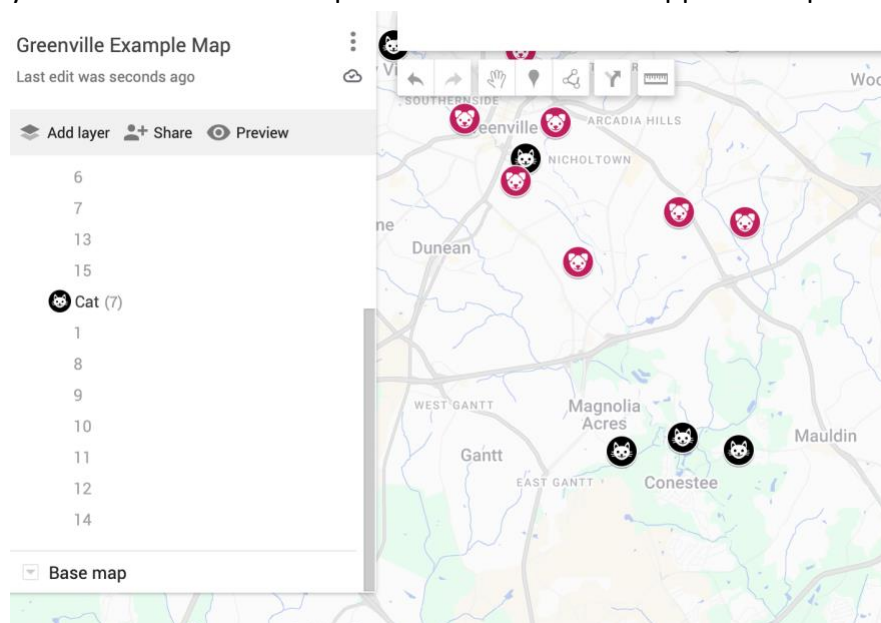 Greenville Example Map
Last edit was seconds ago
Add layer
Share
Preview
6
7
13
15
Cat (7)
1
8
9
10
11
12
14
Base map
SOUTHERNSIDE
eenville
ARCADIA HILLS
NICHOLTOWN
Woo
ne
Dunean
WEST GANTT
Magnolia
Acres
Gantt
Mauldin
EAST GANTT
Conestee